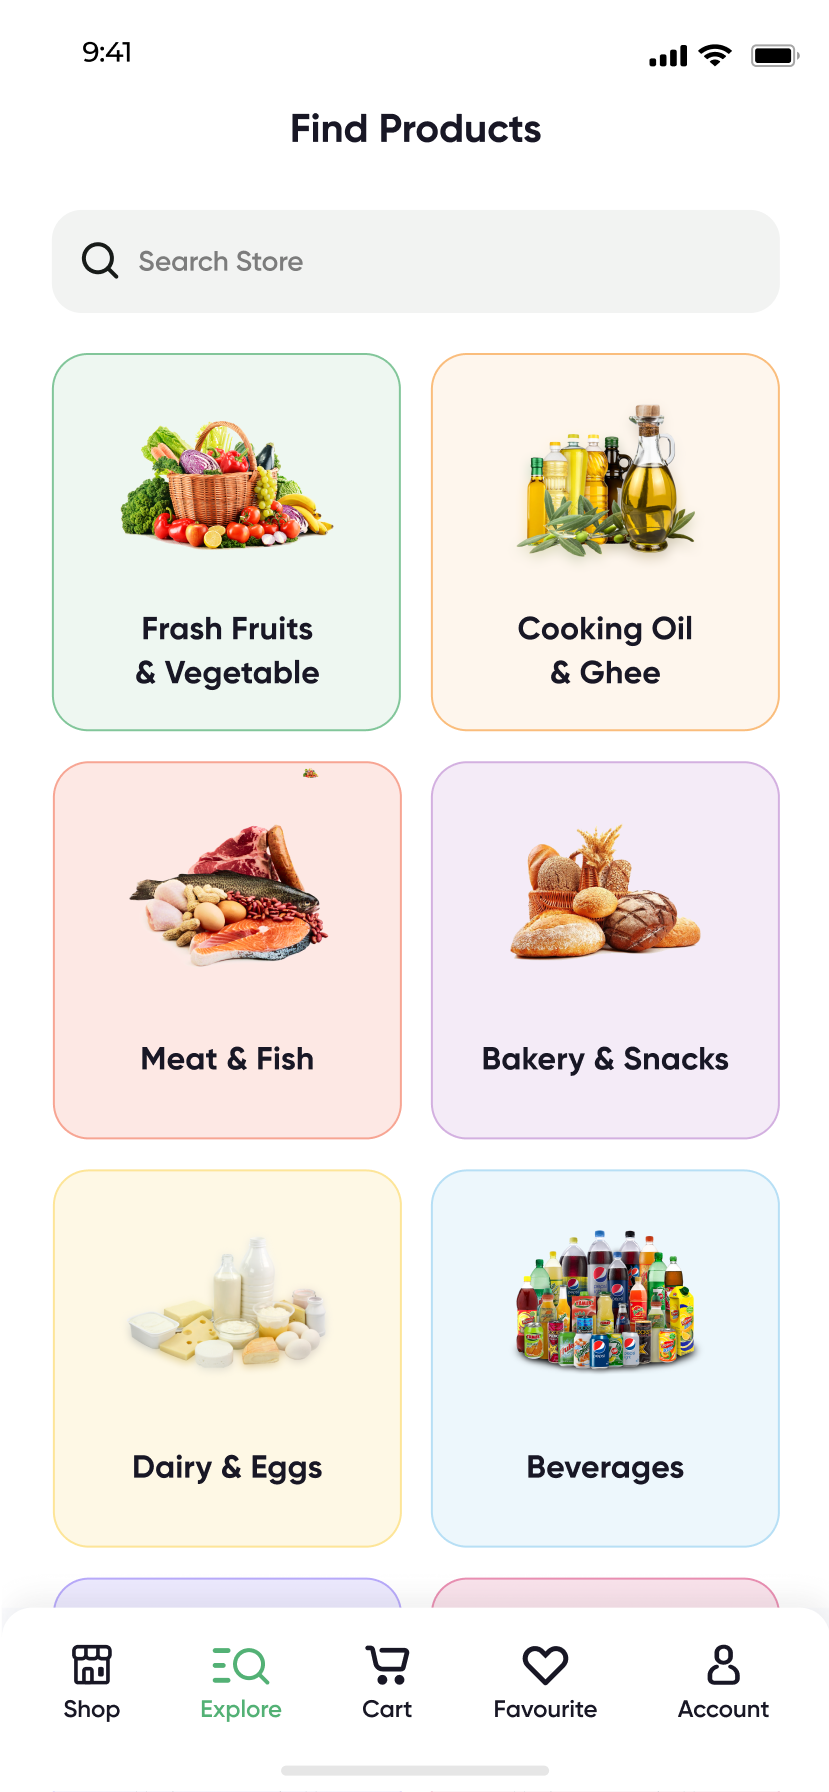 9:41
Find Products
Search Store
Frash Fruits
& Vegetable
Cooking Oil
& Ghee
Meat & Fish
Bakery & Snacks
Dairy & Eggs
Beverages
Shop
Explore
Cart
Favourite
Account